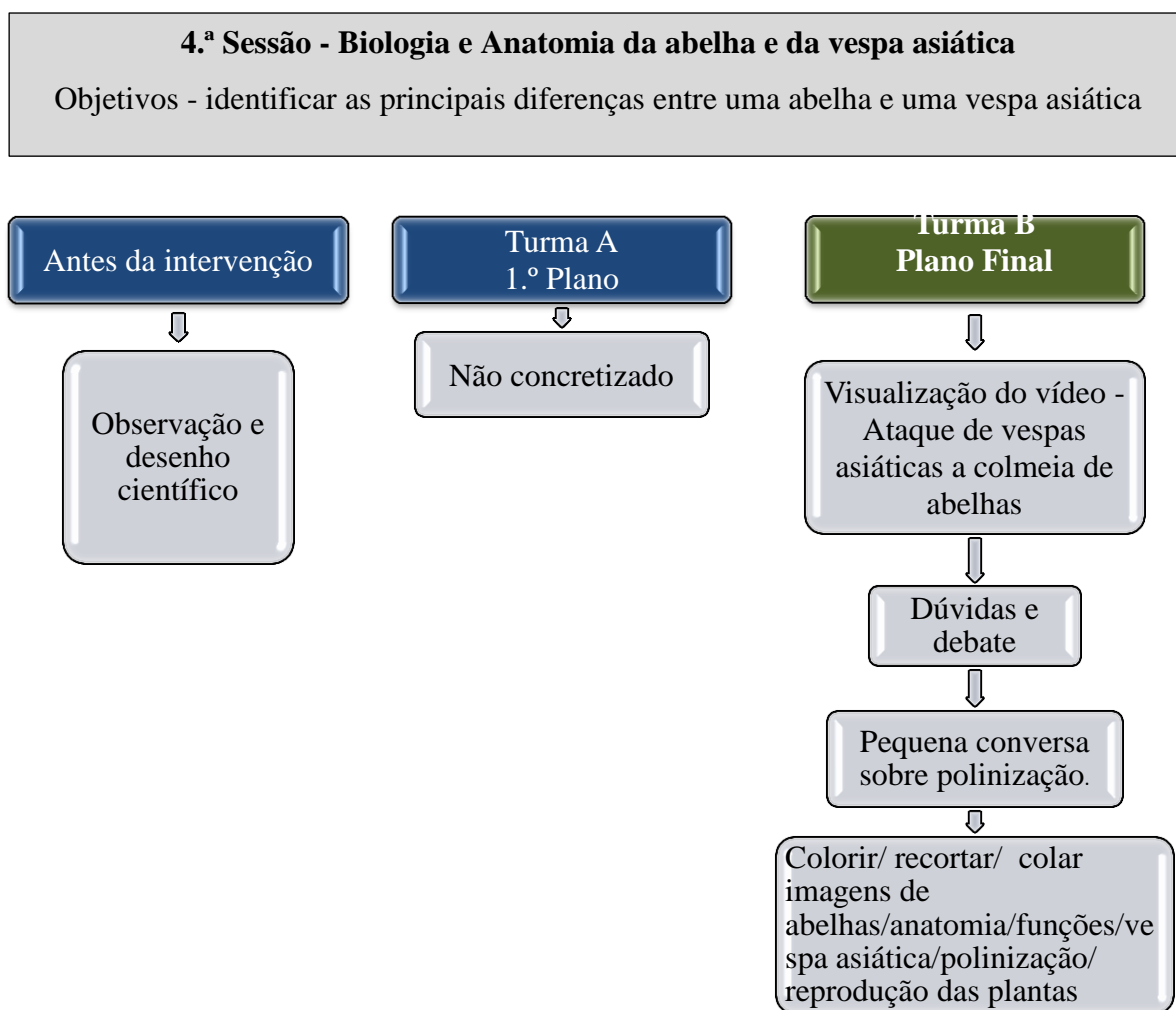 4.ª Sessão - Biologia e Anatomia da abelha e da vespa asiática
Objetivos - identificar as principais diferenças entre uma abelha e uma vespa asiática
Antes da intervenção
Observação e
desenho
científico
Turma A
1.º Plano
Não concretizado
Turma B
Plano Final
Visualização do vídeo -
Ataque de vespas
asiáticas a colmeia de
abelhas
Dúvidas e
debate
Pequena conversa
sobre polinização.
Colorir/ recortar/ colar
imagens de
abelhas/anatomia/funções/ve
spa asiática/polinização/
reprodução das plantas